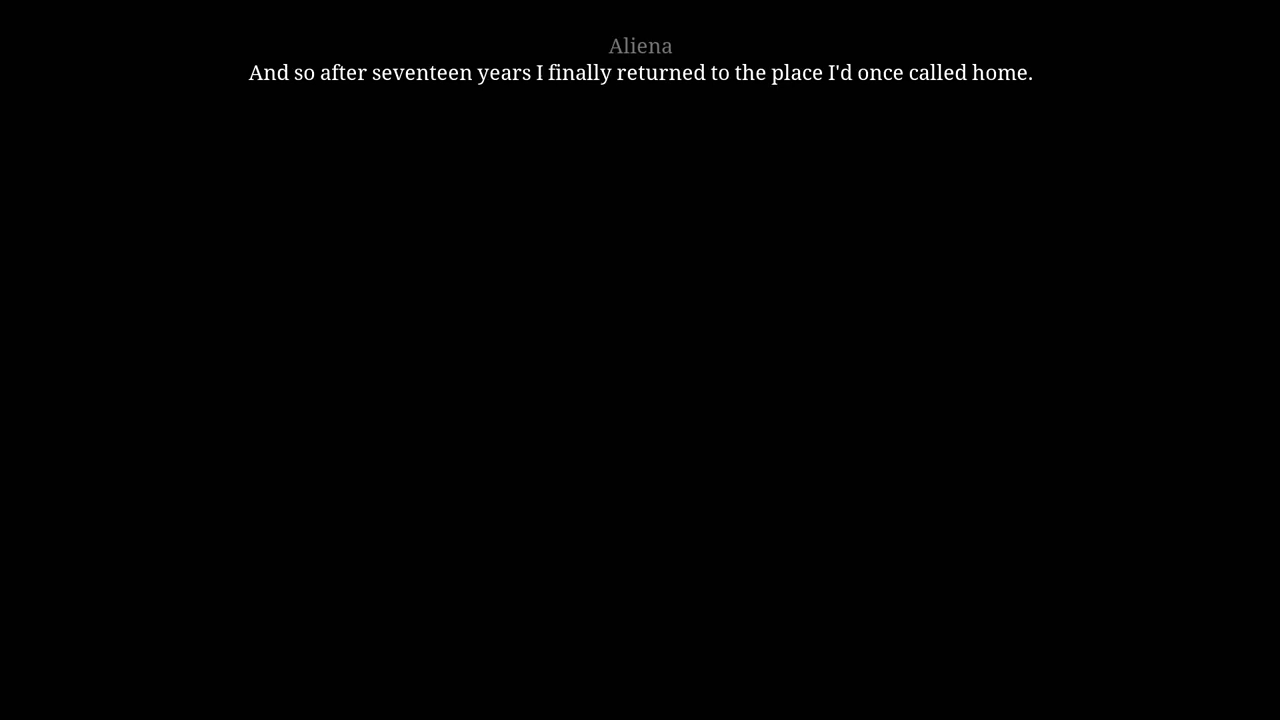 Aliena
And so after seventeen years I finally returned to the place I'd once called home.